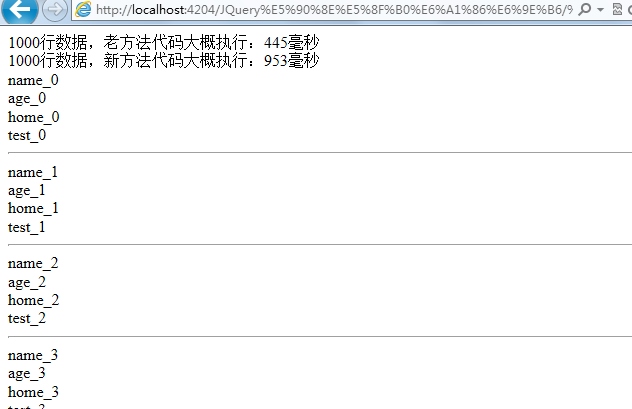 http://localhost:4204/JQuery%E5%90%8E%E5%8F%B0%E6%A1%86%E6%9E%B6/9
1000行数据，老方法代码大概执行：445毫秒
1000行数据，新方法代码大概执行：953毫秒
name_0
age_0
home_0
test_0
name_1
age_1
home_1
test_1
name_2
age_2
home_2
test_2
name_3
age_3
home_3
test_3